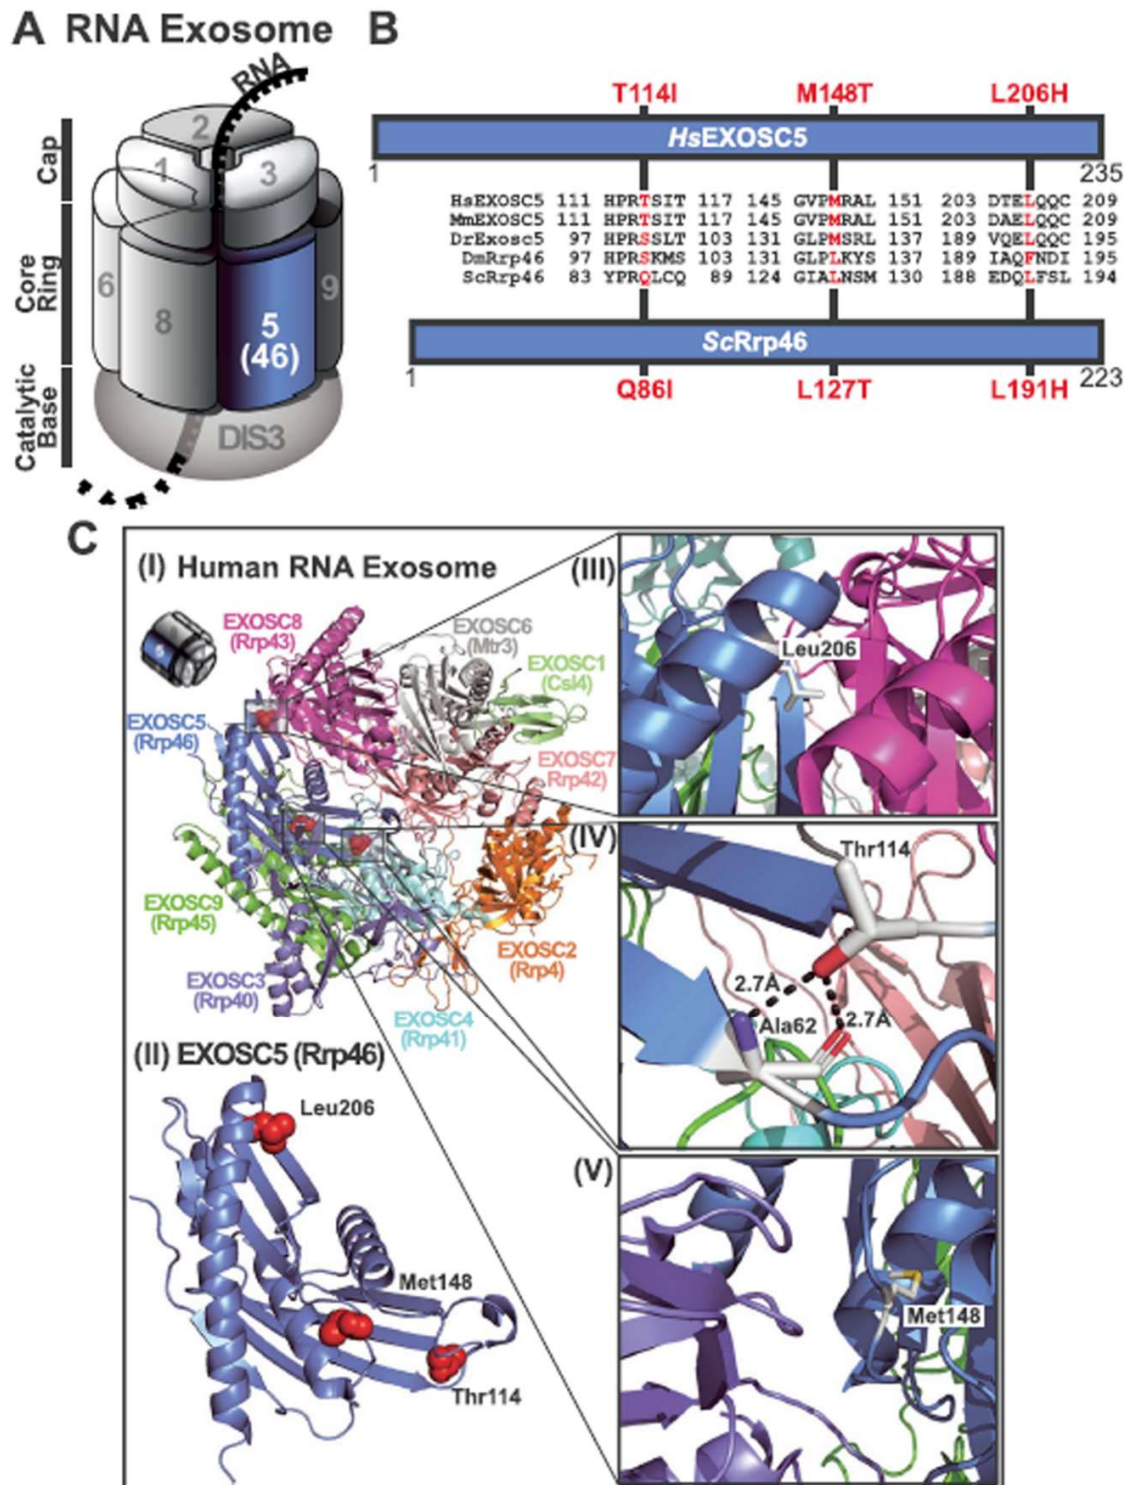 A RNA Exosome
RNA
Cap
Core
Ring
Catalytic
Base
2
1
3
6
8
5
(46)
9
DIS3
B
T114I M148T L206H
HsEXOSC5
1 235
HsEXOSC5 111 HPRTSIT 117 145 GVPMRAL 151 203 DTELQQC 209
MmEXOSC5 111 HPRTSIT 117 145 GVPMRAL 151 203 DAELQQC 209
DrExosc5 97 HPRSSLT 103 131 GLPMSRL 137 189 VQELQQC 195
DmRrp46 97 HPRSKMS 103 131 GLPLKYS 137 189 IAQFNDI 195
ScRrp46 83 YPRQLCQ 89 124 GIALNSM 130 188 EDQLFSL 194
ScRrp46
1 223
Q86I L127T L191H
C
(I) Human RNA Exosome
EXOSC8
(Rrp43)
EXOSC6
(Mtr3)
EXOSC1
(Csl4)
EXOSC5
(Rrp46)
EXOSC7
Rrp42)
EXOSC9
(Rrp45)
EXOSC3
(Rrp40)
EXOSC2
(Rrp4)
EXOSC4
(Rrp41)
(II) EXOSC5 (Rrp46)
Leu206
Met148
Thr114
(III)
Leu206
(IV)
Thr114
2.7Å
Ala62
2.7Å
(V)
Met148